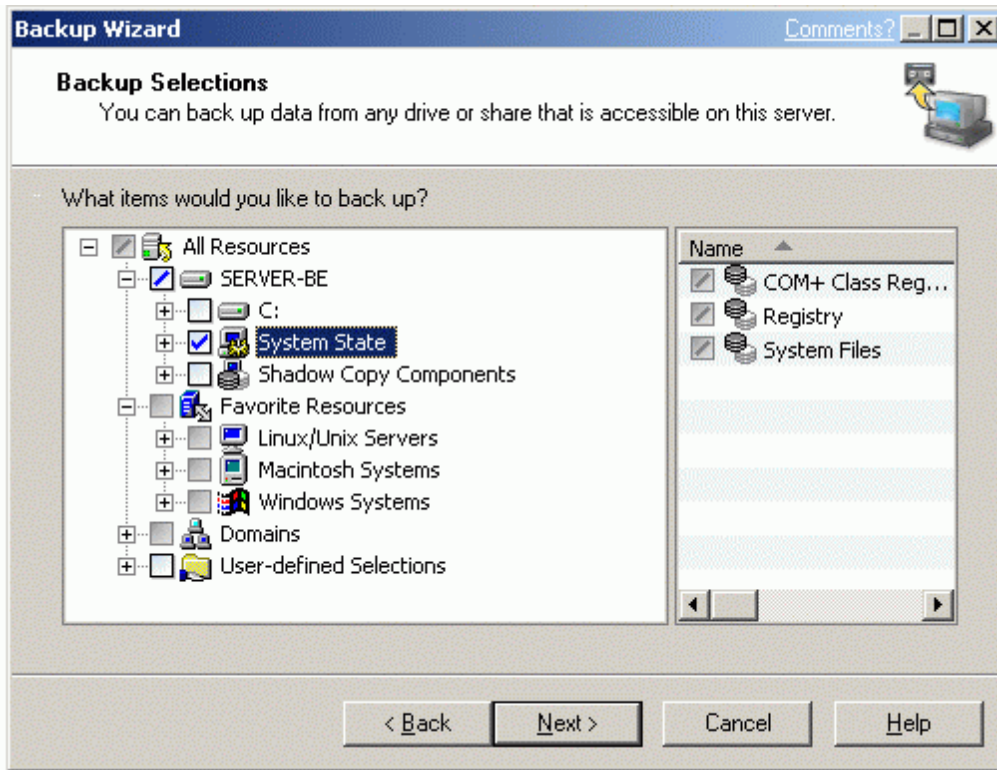 Backup Wizard Comments?
Backup Selections
You can back up data from any drive or share that is accessible on this server.
What items would you like to back up?
All Resources
SERVER-BE
C:
System State
Shadow Copy Components
Favorite Resources
Linux/Unix Servers
Macintosh Systems
Windows Systems
Domains
User-defined Selections
Name
COM+ Class Reg...
Registry
System Files
< Back Next > Cancel Help